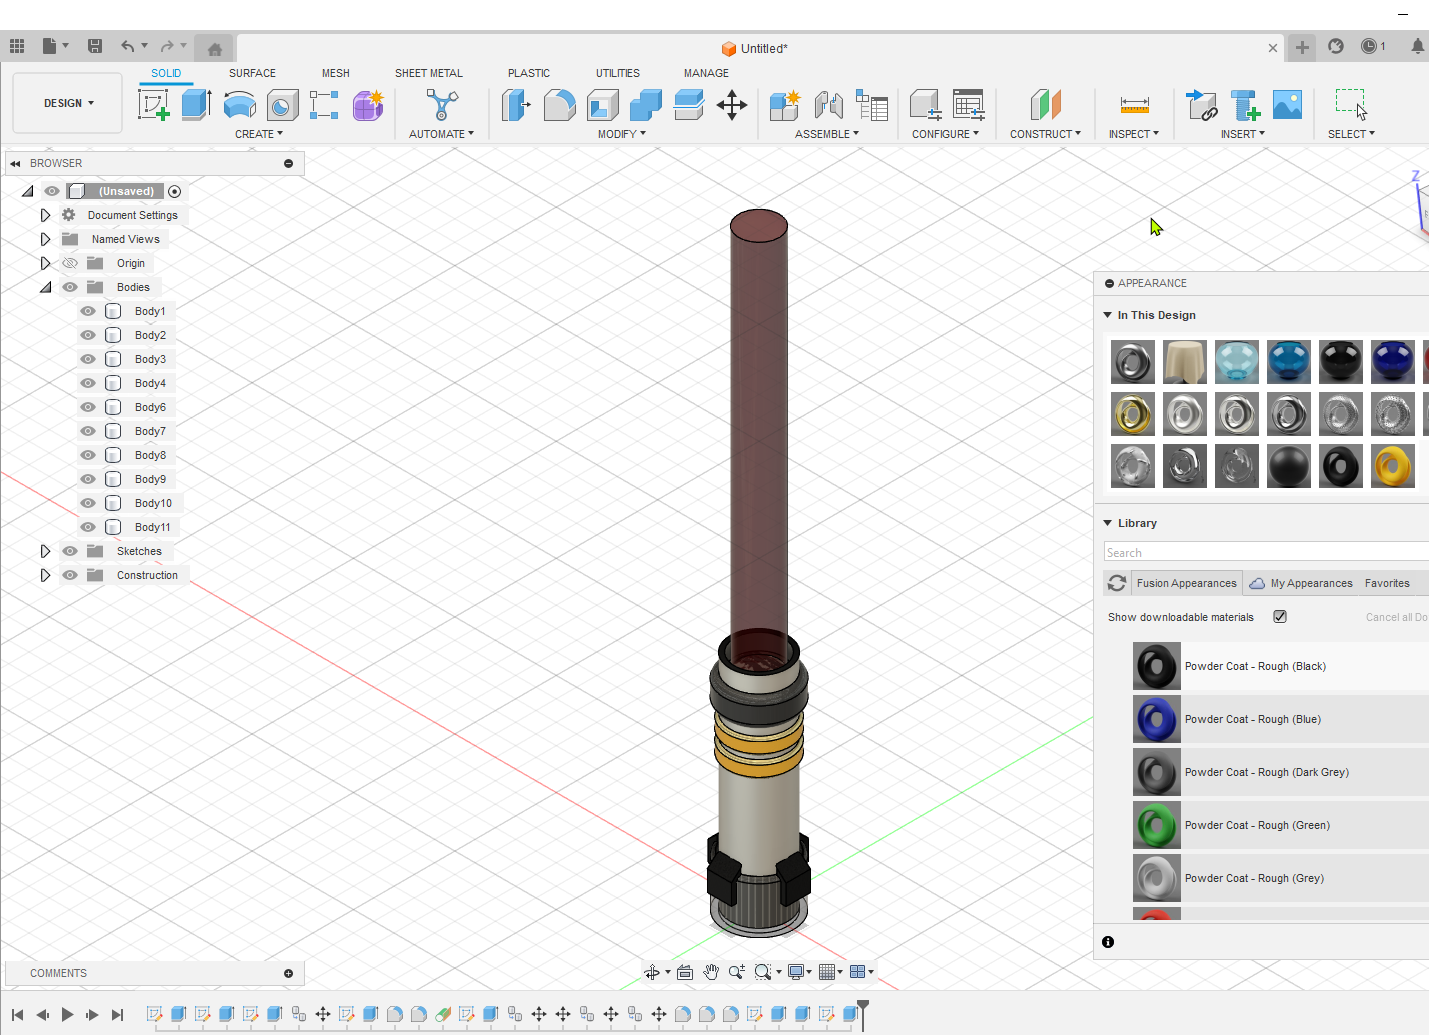 Untitled*
1
SOLID
SURFACE
MESH
SHEET METAL
PLASTIC
UTILITIES
MANAGE
DESIGN
CREATE
AUTOMATE
MODIFY
ASSEMBLE
CONFIGURE
CONSTRUCT
INSPECT
INSERT
SELECT
BROWSER
(Unsaved)
Document Settings
Named Views
Origin
Bodies
Body1
Body2
Body3
Body4
Body6
Body7
Body8
Body9
Body10
Body11
Sketches
Construction
Z
APPEARANCE
In This Design
Library
Search
Fusion Appearances
My Appearances
Favorites
Show downloadable materials
Cancel all Do
Powder Coat - Rough (Black)
Powder Coat - Rough (Blue)
Powder Coat - Rough (Dark Grey)
Powder Coat - Rough (Green)
Powder Coat - Rough (Grey)
COMMENTS